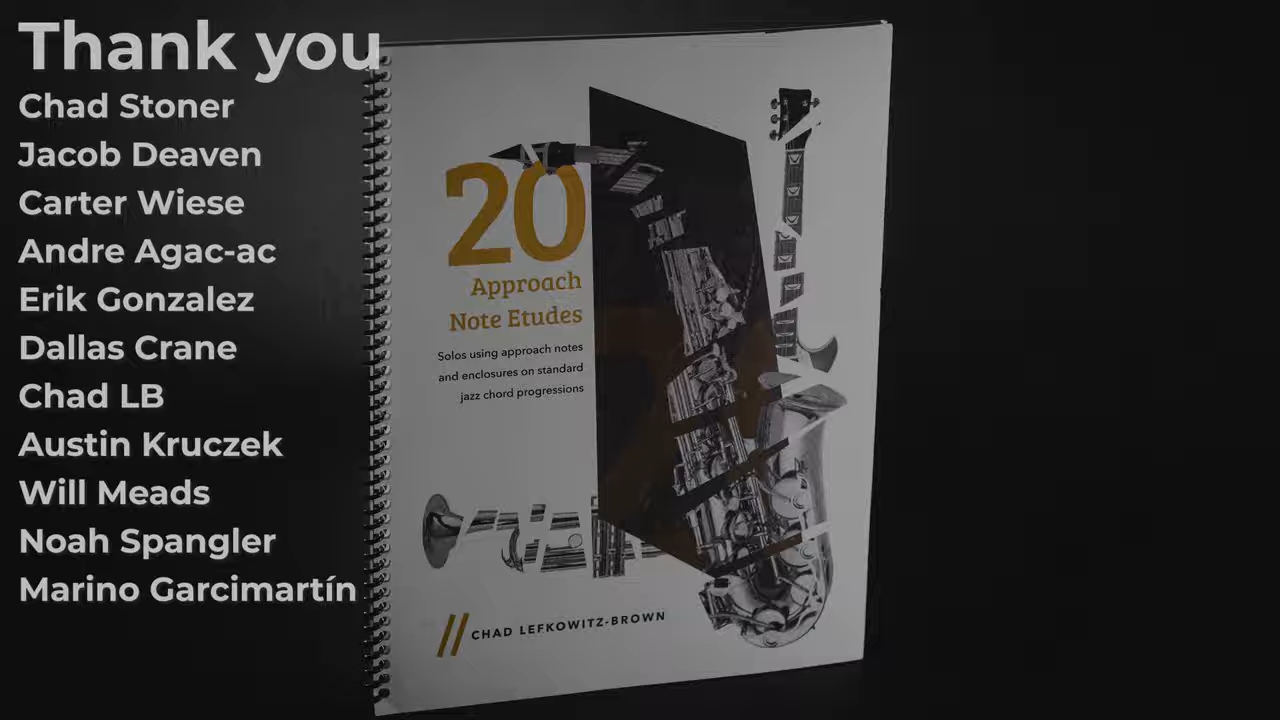 Thank you
Chad Stoner
Jacob Deaven
Carter Wiese
Andre Agac-ac
Erik Gonzalez
Dallas Crane
Chad LB
Austin Kruczek
Will Meads
Noah Spangler
Marino Garcimartín
20
Approach
Note Etudes
Solos using approach notes
and enclosures on standard
jazz chord progressions
// CHAD LEFKOWITZ-BROWN